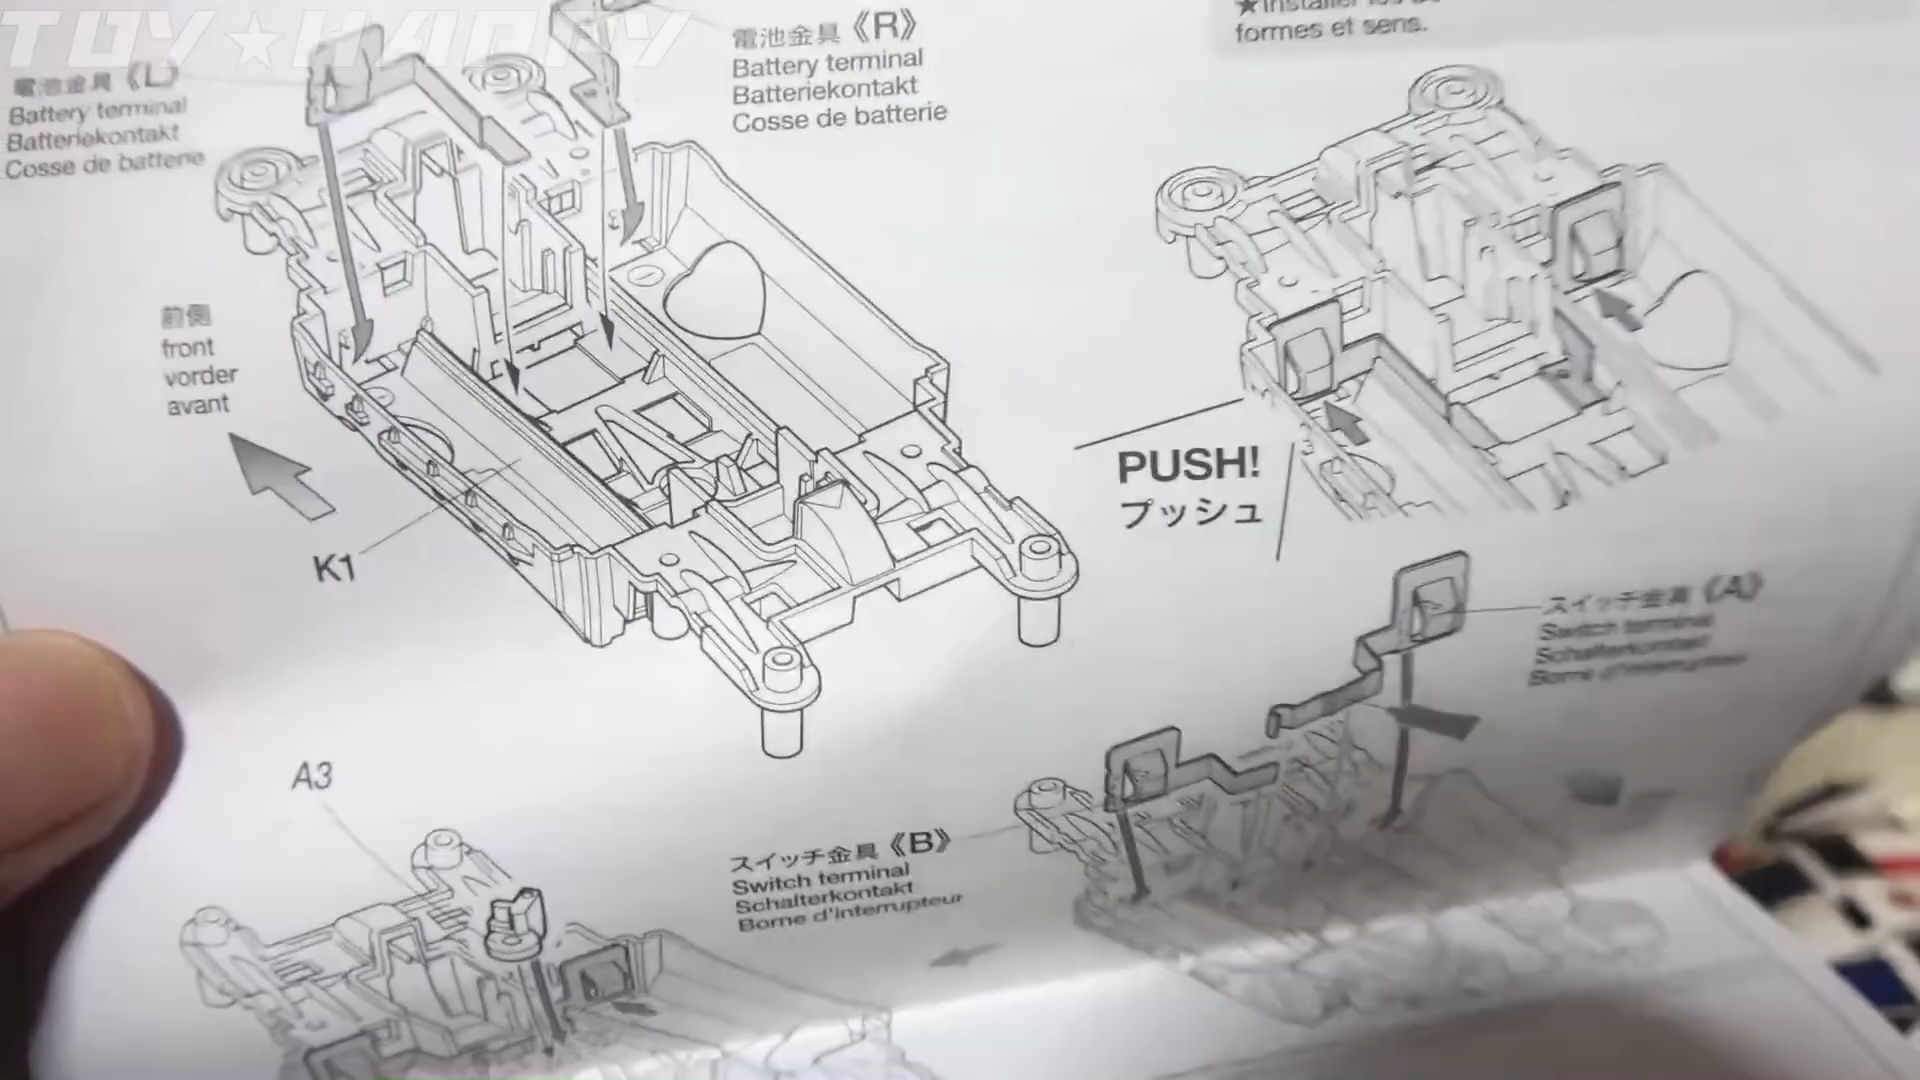 TOY★HAPPY
電池金具《L》
Battery terminal
Batteriekontakt
Cosse de batterie
電池金具《R》
Battery terminal
Batteriekontakt
Cosse de batterie
★Installer les
formes et sens.
前側
front
vorder
avant
K1
PUSH!
プッシュ
スイッチ金具《A》
Switch terminal
Schalterkontakt
Borne d'interrupteur
A3
スイッチ金具《B》
Switch terminal
Schalterkontakt
Borne d'interrupteur